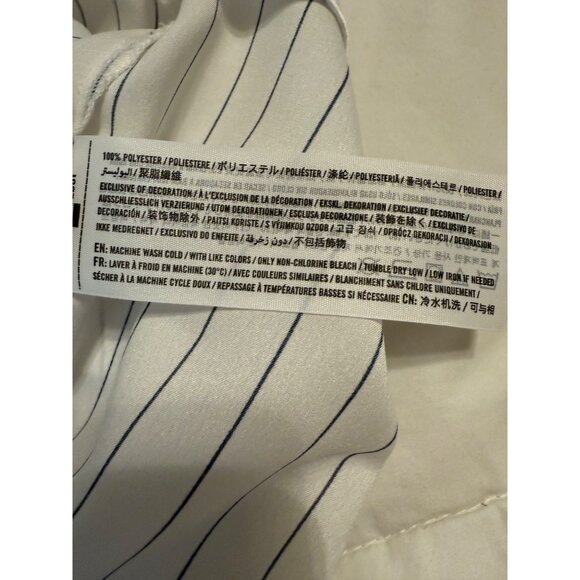 100% POLYESTER / POLIESTERE / ポリエステル / POLIÉSTER / 涤纶 / POLYESTERIÄ / 폴리에스테르 / POLYESTER /
البوليستر / 聚脂纖維
EXCLUSIVE OF DECORATION / À L'EXCLUSION DE LA DÉCORATION / EKSKL. DEKORATION / EXCLUSIEF DECORATIE /
AUSSCHLIESSLICH VERZIERUNG / UTOM DEKORATIONEN / ESCLUSA DECORAZIONE / 装飾を除く / EXCLUSIVO DE
DECORACIÓN / 装饰物除外 / PAITSI KORISTE / S VÝJIMKOU OZDOB / 고급 장식 / OPRÓCZ DEKORACJI / DEKORASJON
IKKE MEDREGNET / EXCLUSIVO DO ENFEITE / دون زخرفة / 不包括飾物
EN: MACHINE WASH COLD / WITH LIKE COLORS / ONLY NON-CHLORINE BLEACH / TUMBLE DRY LOW / LOW IRON IF NEEDED
FR: LAVER À FROID EN MACHINE (30°C) / AVEC COULEURS SIMILAIRES / BLANCHIMENT SANS CHLORE UNIQUEMENT /
SÉCHER À LA MACHINE CYCLE DOUX / REPASSAGE À TEMPÉRATURES BASSES SI NÉCESSAIRE CN: 冷水机洗 / 可与相